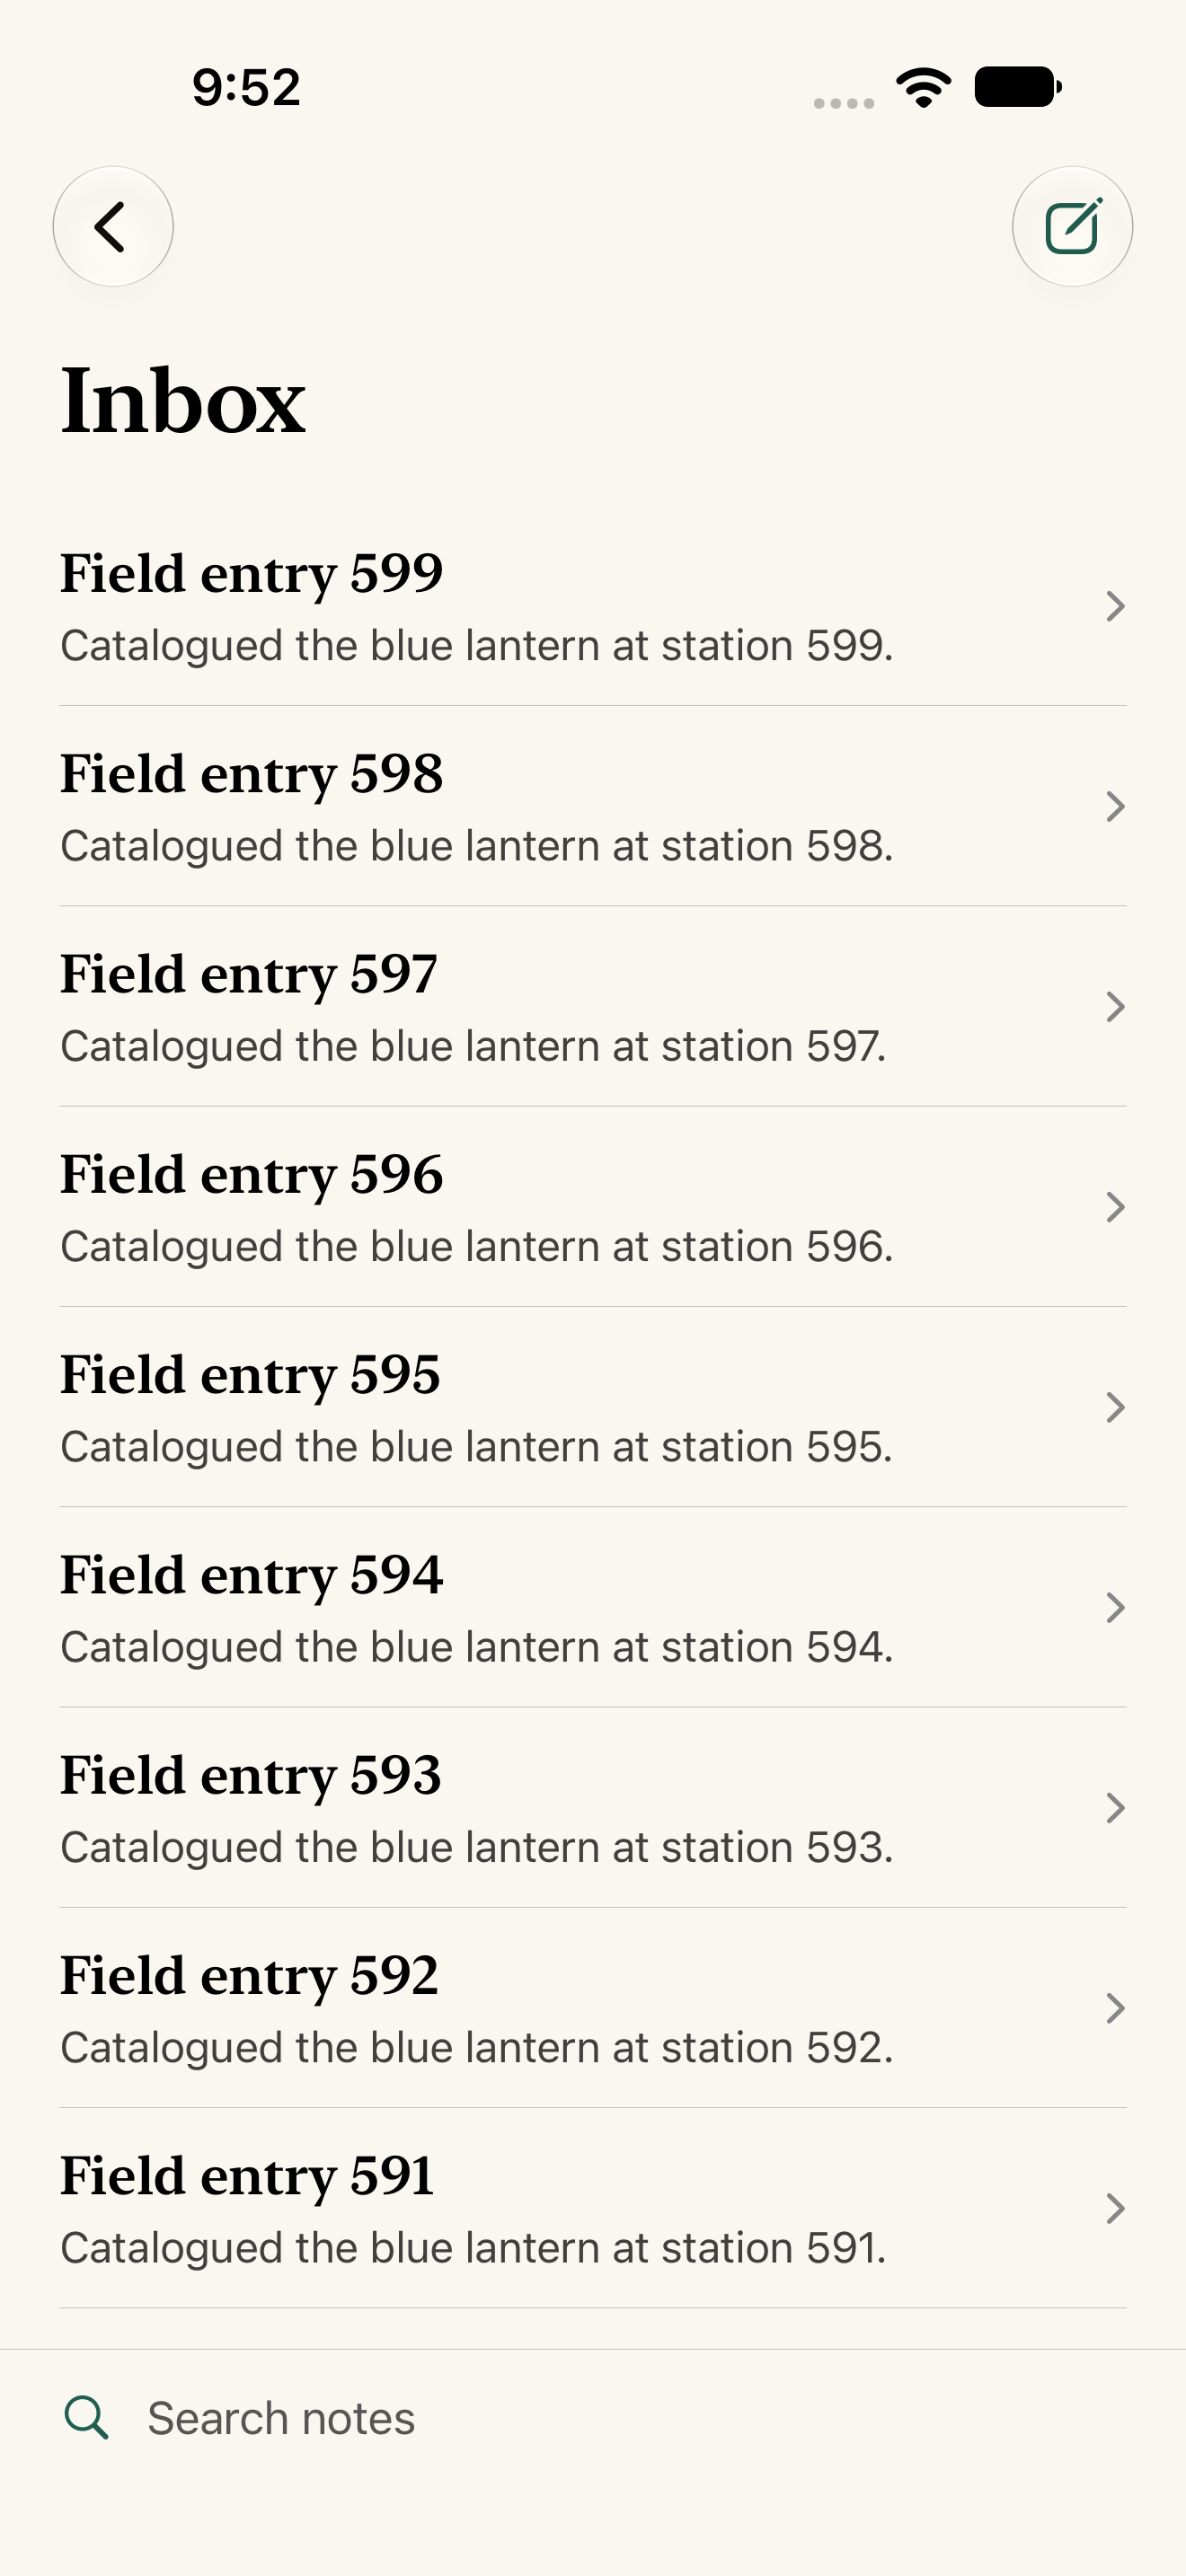 9:52
Inbox
Field entry 599
Catalogued the blue lantern at station 599.
Field entry 598
Catalogued the blue lantern at station 598.
Field entry 597
Catalogued the blue lantern at station 597.
Field entry 596
Catalogued the blue lantern at station 596.
Field entry 595
Catalogued the blue lantern at station 595.
Field entry 594
Catalogued the blue lantern at station 594.
Field entry 593
Catalogued the blue lantern at station 593.
Field entry 592
Catalogued the blue lantern at station 592.
Field entry 591
Catalogued the blue lantern at station 591.
Search notes